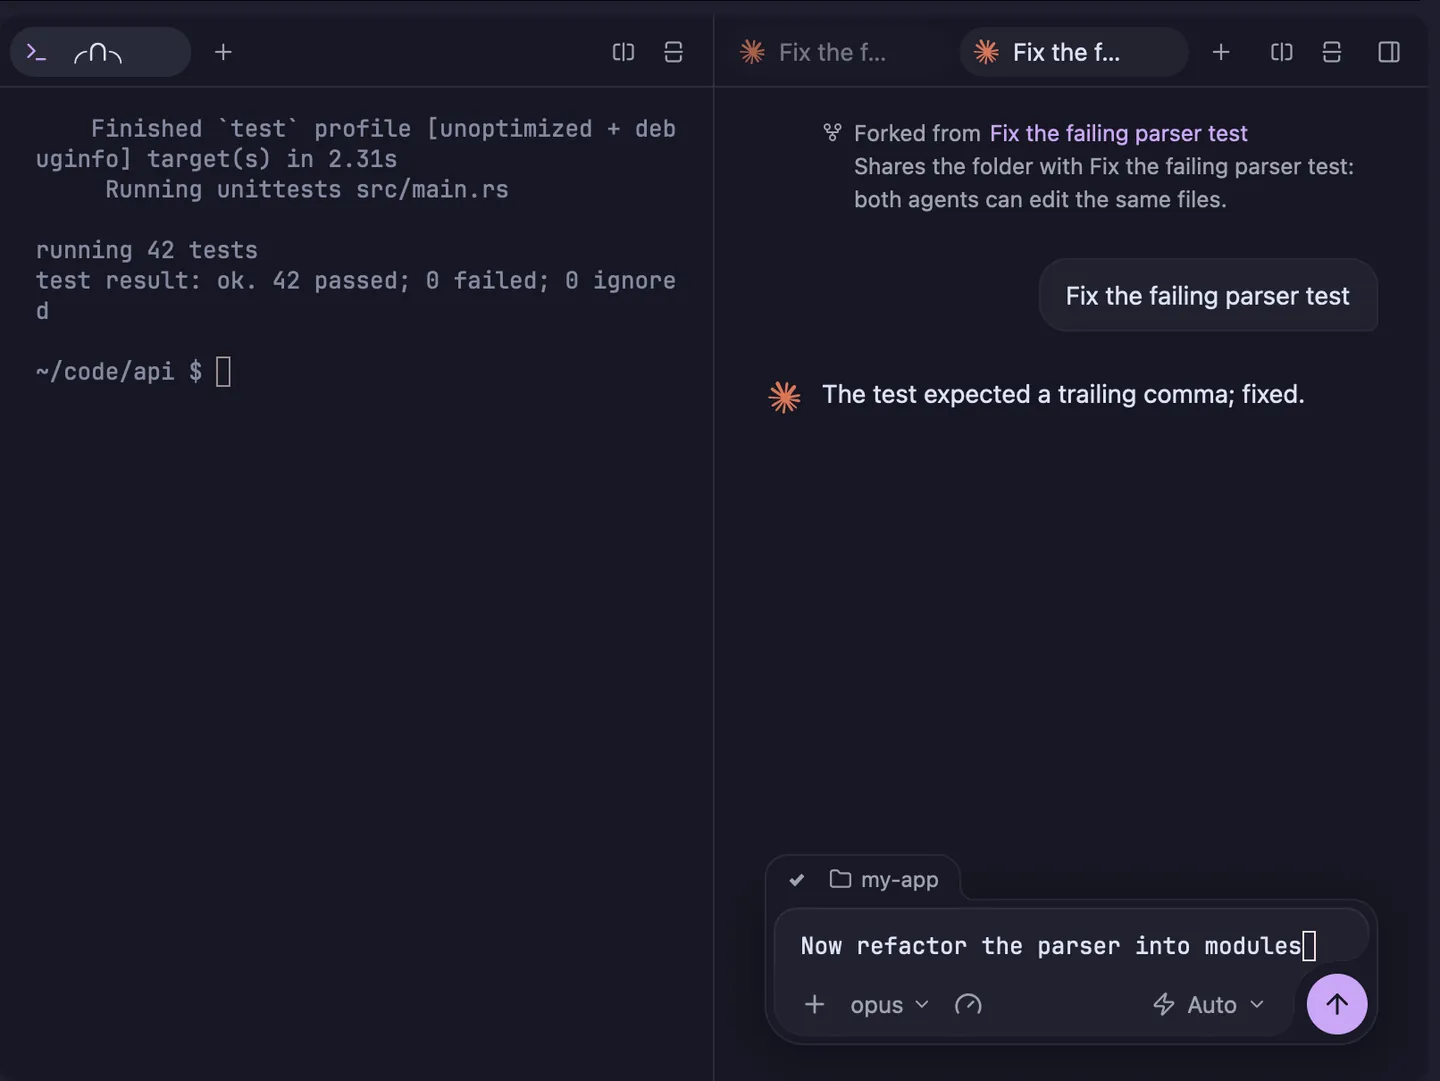 Fix the f...
Fix the f...
    Finished `test` profile [unoptimized + deb
uginfo] target(s) in 2.31s
     Running unittests src/main.rs
running 42 tests
test result: ok. 42 passed; 0 failed; 0 ignore
d
~/code/api $
Forked from Fix the failing parser test
Shares the folder with Fix the failing parser test:
both agents can edit the same files.
Fix the failing parser test
The test expected a trailing comma; fixed.
my-app
Now refactor the parser into modules
opus
Auto